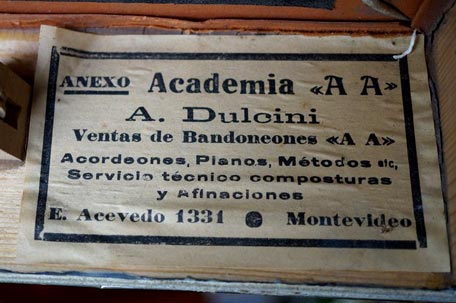 ANEXO Academia «A A»
A. Dulcini
Ventas de Bandoneones «A A»
Acordeones, Pianos, Métodos etc,
Servicio técnico composturas
y Afinaciones
E. Acevedo 1331 ● Montevideo